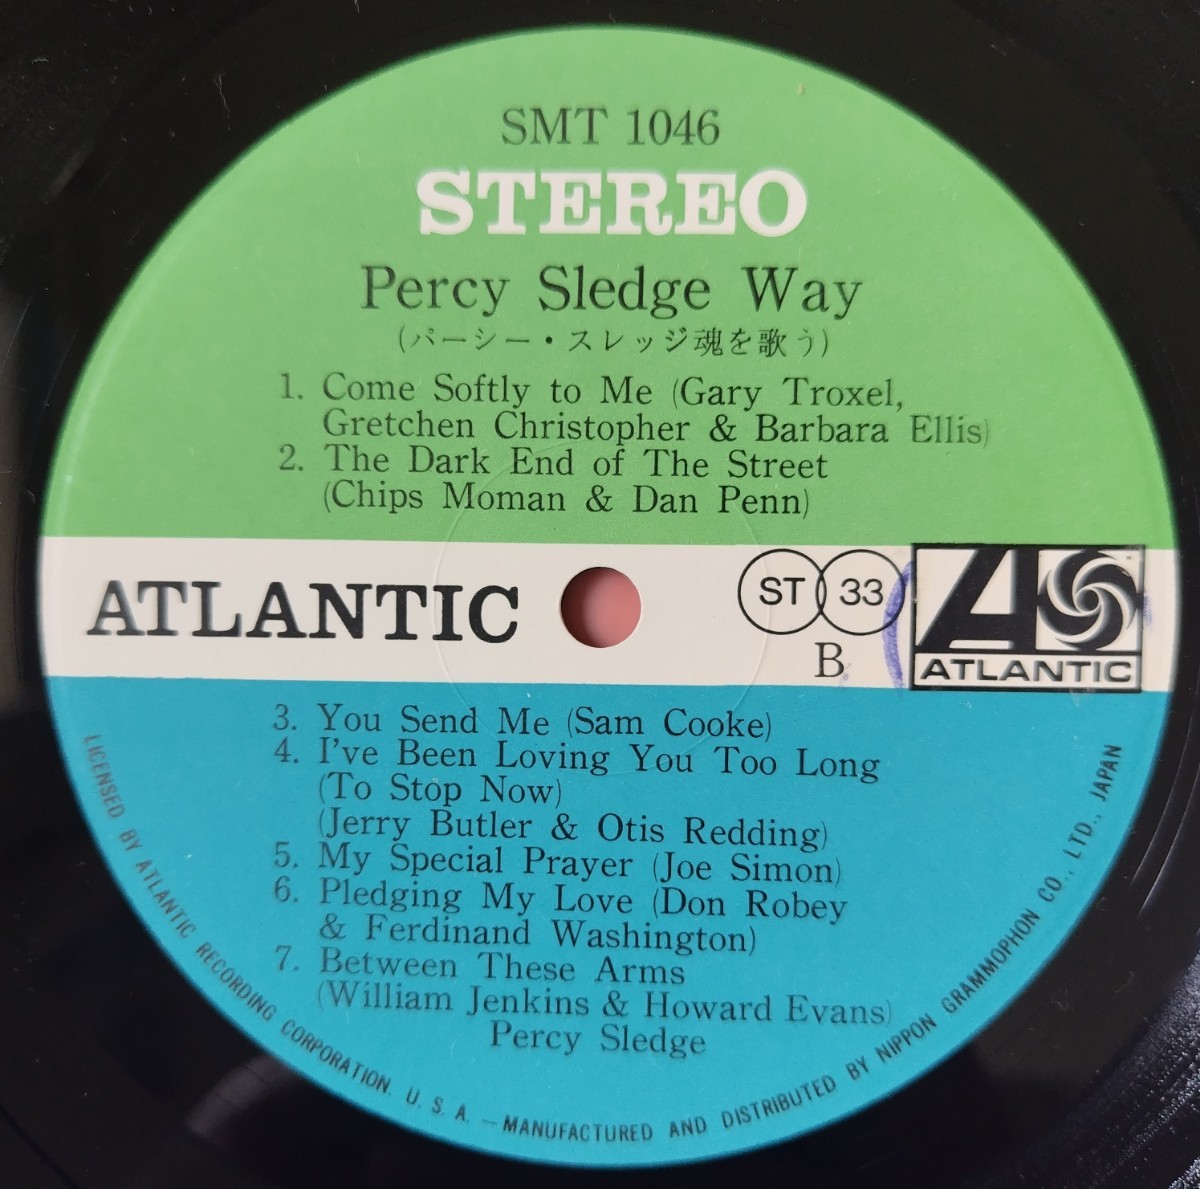 SMT 1046
STEREO
Percy Sledge Way
(パーシー・スレッジ魂を歌う)
1. Come Softly to Me (Gary Troxel,
Gretchen Christopher & Barbara Ellis)
2. The Dark End of The Street
(Chips Moman & Dan Penn)
ATLANTIC
ST 33
B
ATLANTIC
3. You Send Me (Sam Cooke)
4. I've Been Loving You Too Long
(To Stop Now)
(Jerry Butler & Otis Redding)
5. My Special Prayer (Joe Simon)
6. Pledging My Love (Don Robey
& Ferdinand Washington)
7. Between These Arms
(William Jenkins & Howard Evans)
Percy Sledge
LICENSED BY ATLANTIC RECORDING CORPORATION. U. S. A. — MANUFACTURED AND DISTRIBUTED BY NIPPON GRAMMOPHON CO., LTD., JAPAN